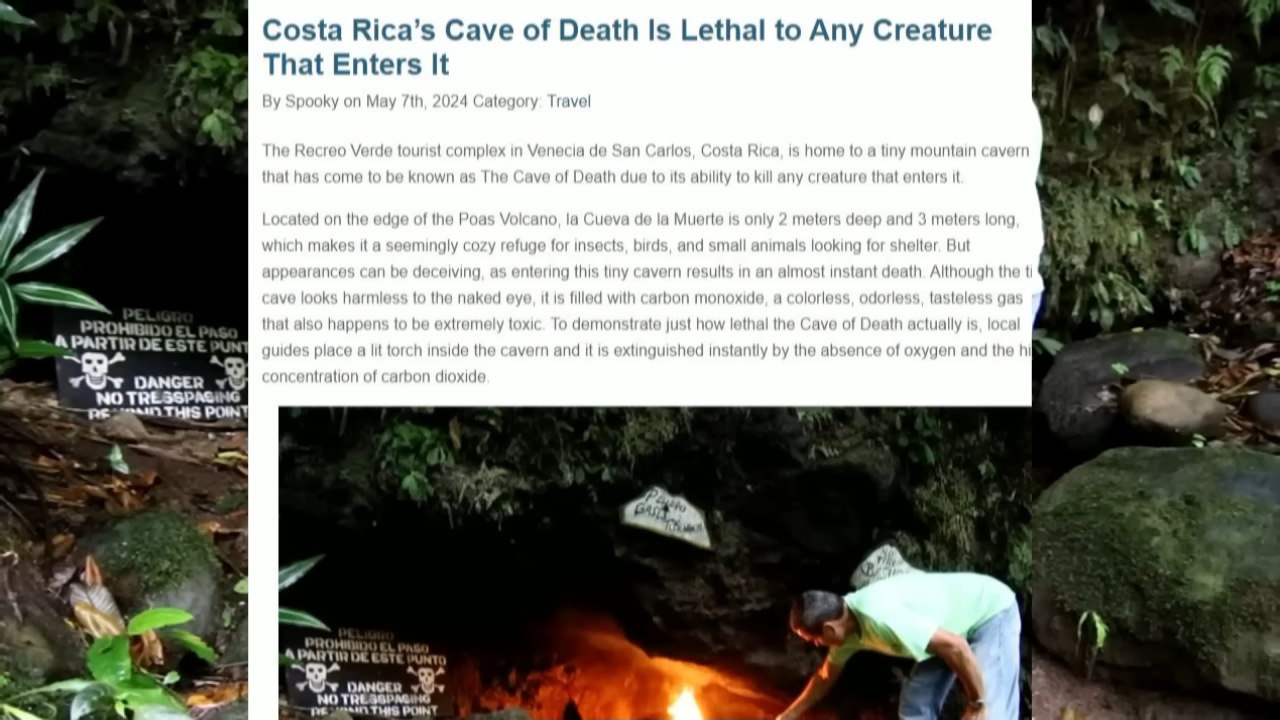 Costa Rica’s Cave of Death Is Lethal to Any Creature
That Enters It
By Spooky on May 7th, 2024 Category: Travel
The Recreo Verde tourist complex in Venecia de San Carlos, Costa Rica, is home to a tiny mountain cavern
that has come to be known as The Cave of Death due to its ability to kill any creature that enters it.
Located on the edge of the Poas Volcano, la Cueva de la Muerte is only 2 meters deep and 3 meters long,
which makes it a seemingly cozy refuge for insects, birds, and small animals looking for shelter. But
appearances can be deceiving, as entering this tiny cavern results in an almost instant death. Although the ti
cave looks harmless to the naked eye, it is filled with carbon monoxide, a colorless, odorless, tasteless gas
that also happens to be extremely toxic. To demonstrate just how lethal the Cave of Death actually is, local
guides place a lit torch inside the cavern and it is extinguished instantly by the absence of oxygen and the hi
concentration of carbon dioxide.
PELIGRO
PROHIBIDO EL PASO
A PARTIR DE ESTE PUNT
DANGER
NO TRESSPASING
BEYOND THIS POINT
PELIGRO
PROHIBIDO EL PASO
A PARTIR DE ESTE PUNTO
DANGER
NO TRESSPASING
BEYOND THIS POINT